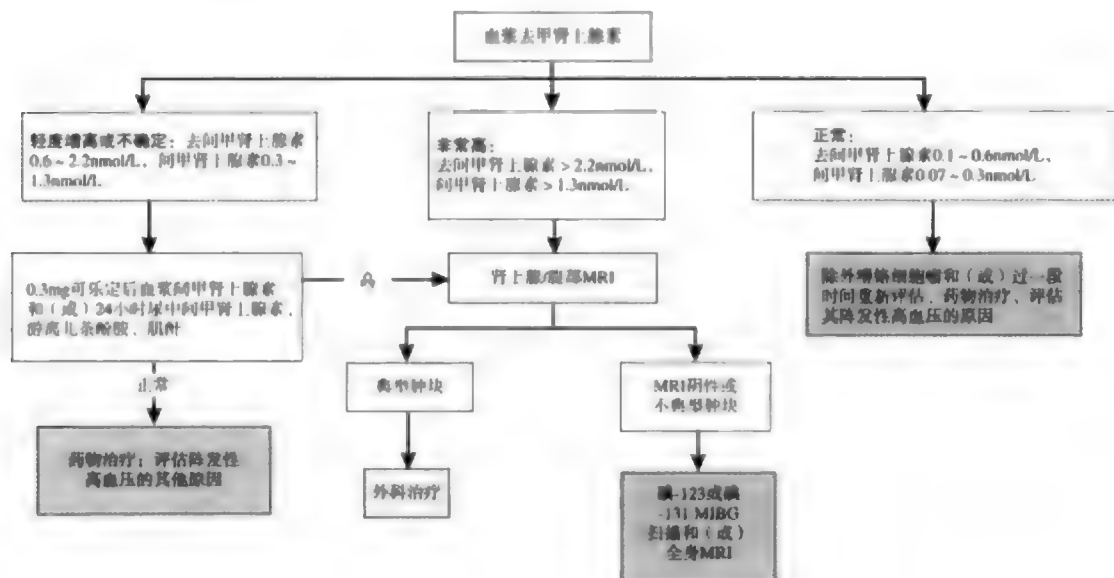 血浆去甲肾上腺素
轻度增高或不确定：去间甲肾上腺素
0.6~2.2nmol/L，间甲肾上腺素0.3~
1.3nmol/L
非常高：
去间甲肾上腺素>2.2nmol/L，
间甲肾上腺素>1.3nmol/L
正常：
去间甲肾上腺素0.1~0.6nmol/L，
间甲肾上腺素0.07~0.3nmol/L
0.3mg可乐定后血浆间甲肾上腺素
和（或）24小时尿中间甲肾上腺素、
游离儿茶酚胺、肌酐
高
肾上腺/腹部MRI
除外嗜铬细胞瘤和（或）过一段
时间重新评估、药物治疗、评估
其阵发性高血压的原因
正常
典型肿块
MRI阴性或
不典型肿块
药物治疗；评估阵发性
高血压的其他原因
外科治疗
碘-123或碘
-131 MIBG
扫描和（或）
全身MRI